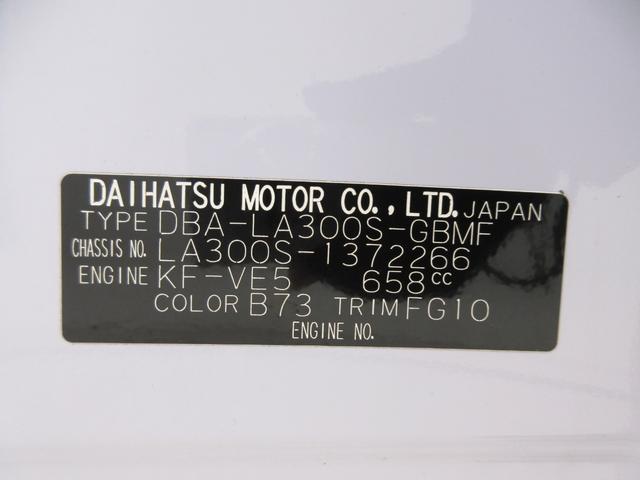 DAIHATSU MOTOR CO., LTD. JAPAN
TYPE DBA-LA300S-GBMF
CHASSIS NO. LA300S-1372266
ENGINE KF-VE5 658cc
COLOR B73 TRIM FG10
ENGINE NO.